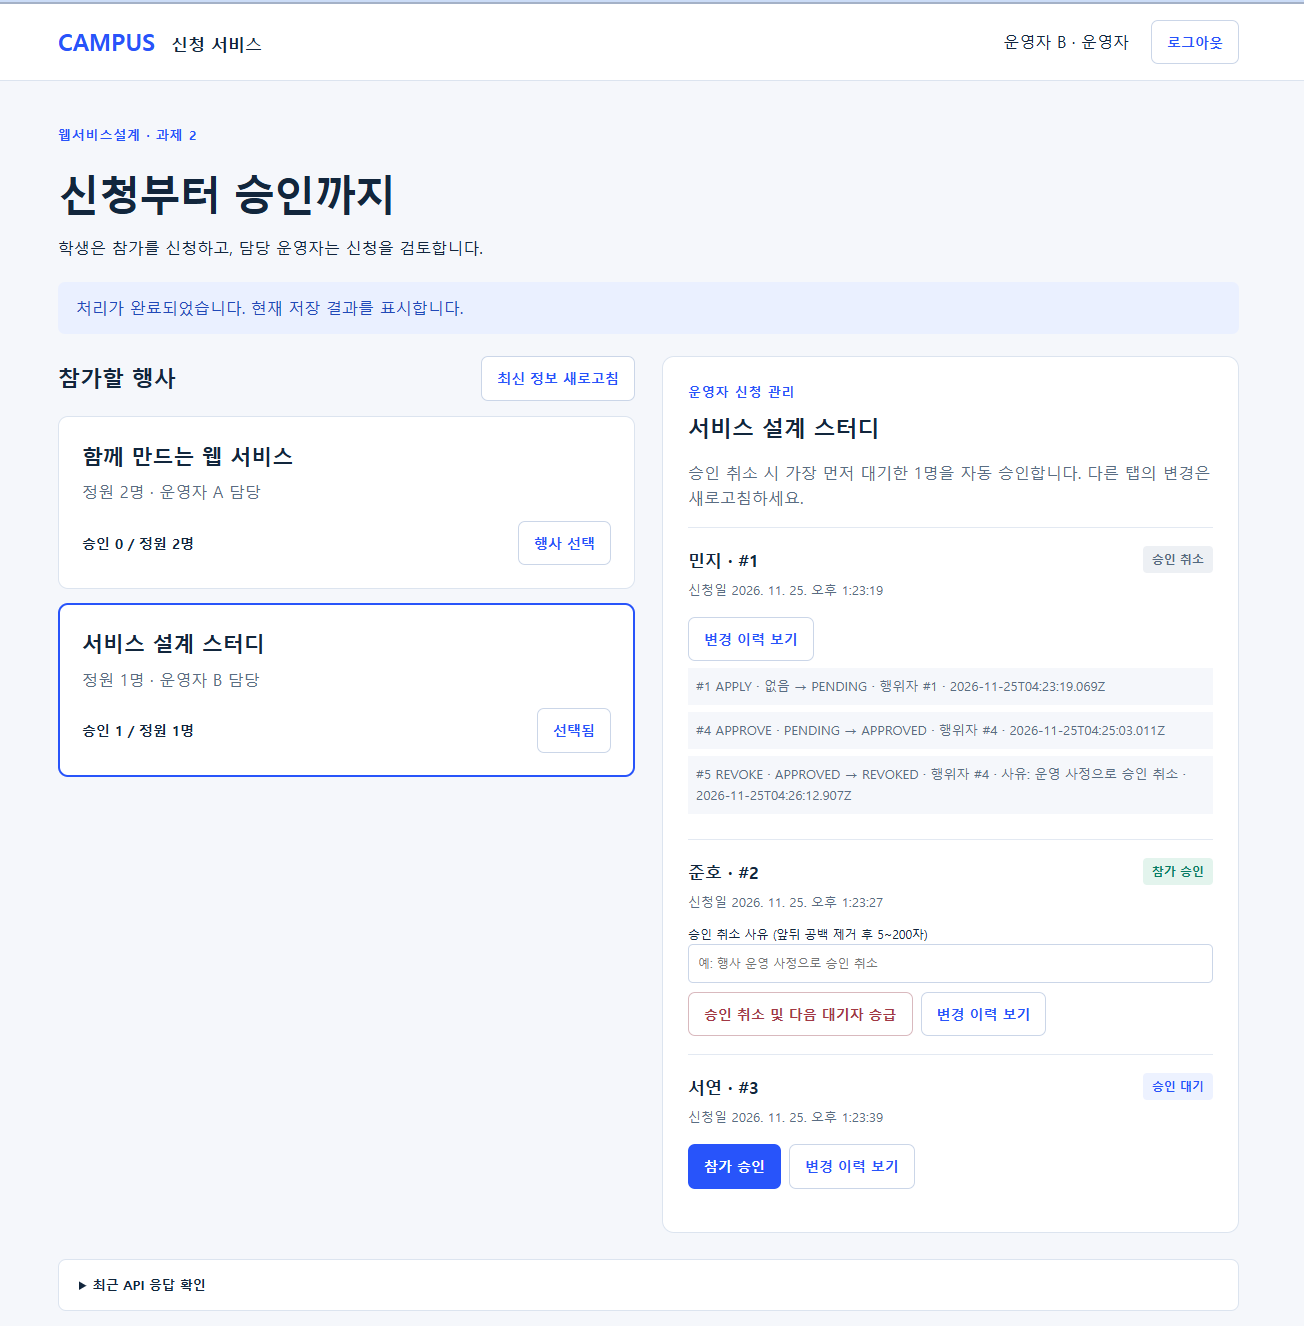 CAMPUS 신청 서비스
운영자 B · 운영자
로그아웃
웹서비스설계 · 과제 2
신청부터 승인까지
학생은 참가를 신청하고, 담당 운영자는 신청을 검토합니다.
처리가 완료되었습니다. 현재 저장 결과를 표시합니다.
참가할 행사
최신 정보 새로고침
함께 만드는 웹 서비스
정원 2명 · 운영자 A 담당
승인 0 / 정원 2명
행사 선택
서비스 설계 스터디
정원 1명 · 운영자 B 담당
승인 1 / 정원 1명
선택됨
운영자 신청 관리
서비스 설계 스터디
승인 취소 시 가장 먼저 대기한 1명을 자동 승인합니다. 다른 탭의 변경은
새로고침하세요.
민지 · #1
승인 취소
신청일 2026. 11. 25. 오후 1:23:19
변경 이력 보기
#1 APPLY · 없음 → PENDING · 행위자 #1 · 2026-11-25T04:23:19.069Z
#4 APPROVE · PENDING → APPROVED · 행위자 #4 · 2026-11-25T04:25:03.011Z
#5 REVOKE · APPROVED → REVOKED · 행위자 #4 · 사유: 운영 사정으로 승인 취소 ·
2026-11-25T04:26:12.907Z
준호 · #2
참가 승인
신청일 2026. 11. 25. 오후 1:23:27
승인 취소 사유 (앞뒤 공백 제거 후 5~200자)
예: 행사 운영 사정으로 승인 취소
승인 취소 및 다음 대기자 승급
변경 이력 보기
서연 · #3
승인 대기
신청일 2026. 11. 25. 오후 1:23:39
참가 승인
변경 이력 보기
▶ 최근 API 응답 확인